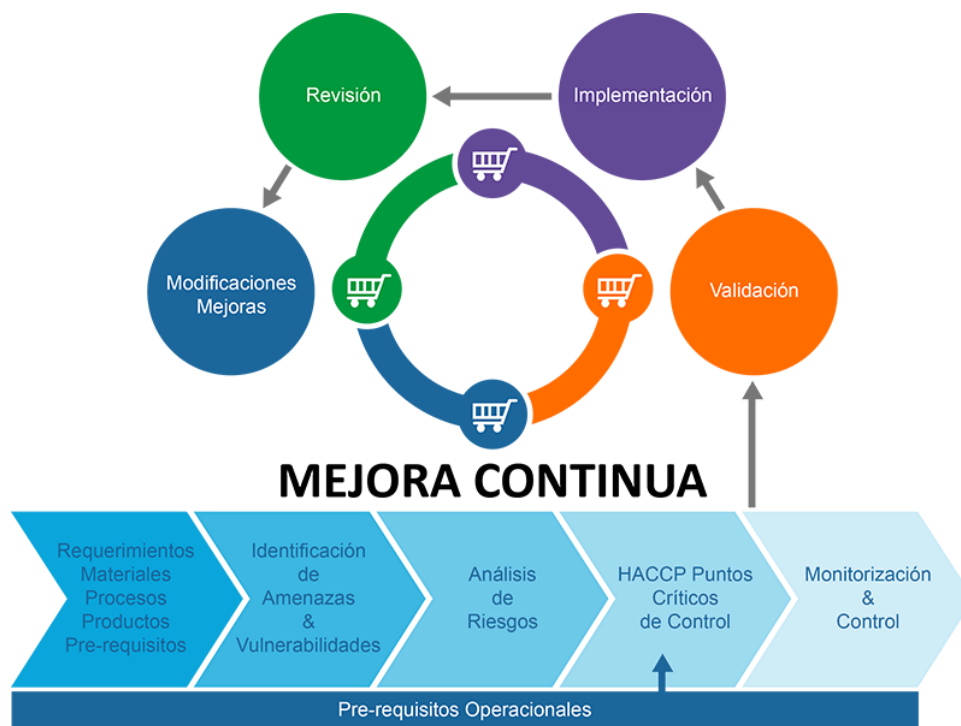 Revisión
Implementación
Modificaciones
Mejoras
Validación
MEJORA CONTINUA
Requerimientos
Materiales
Procesos
Productos
Pre-requisitos
Identificación
de
Amenazas
&
Vulnerabilidades
Análisis
de
Riesgos
HACCP Puntos
Críticos
de Control
Monitorización
&
Control
Pre-requisitos Operacionales